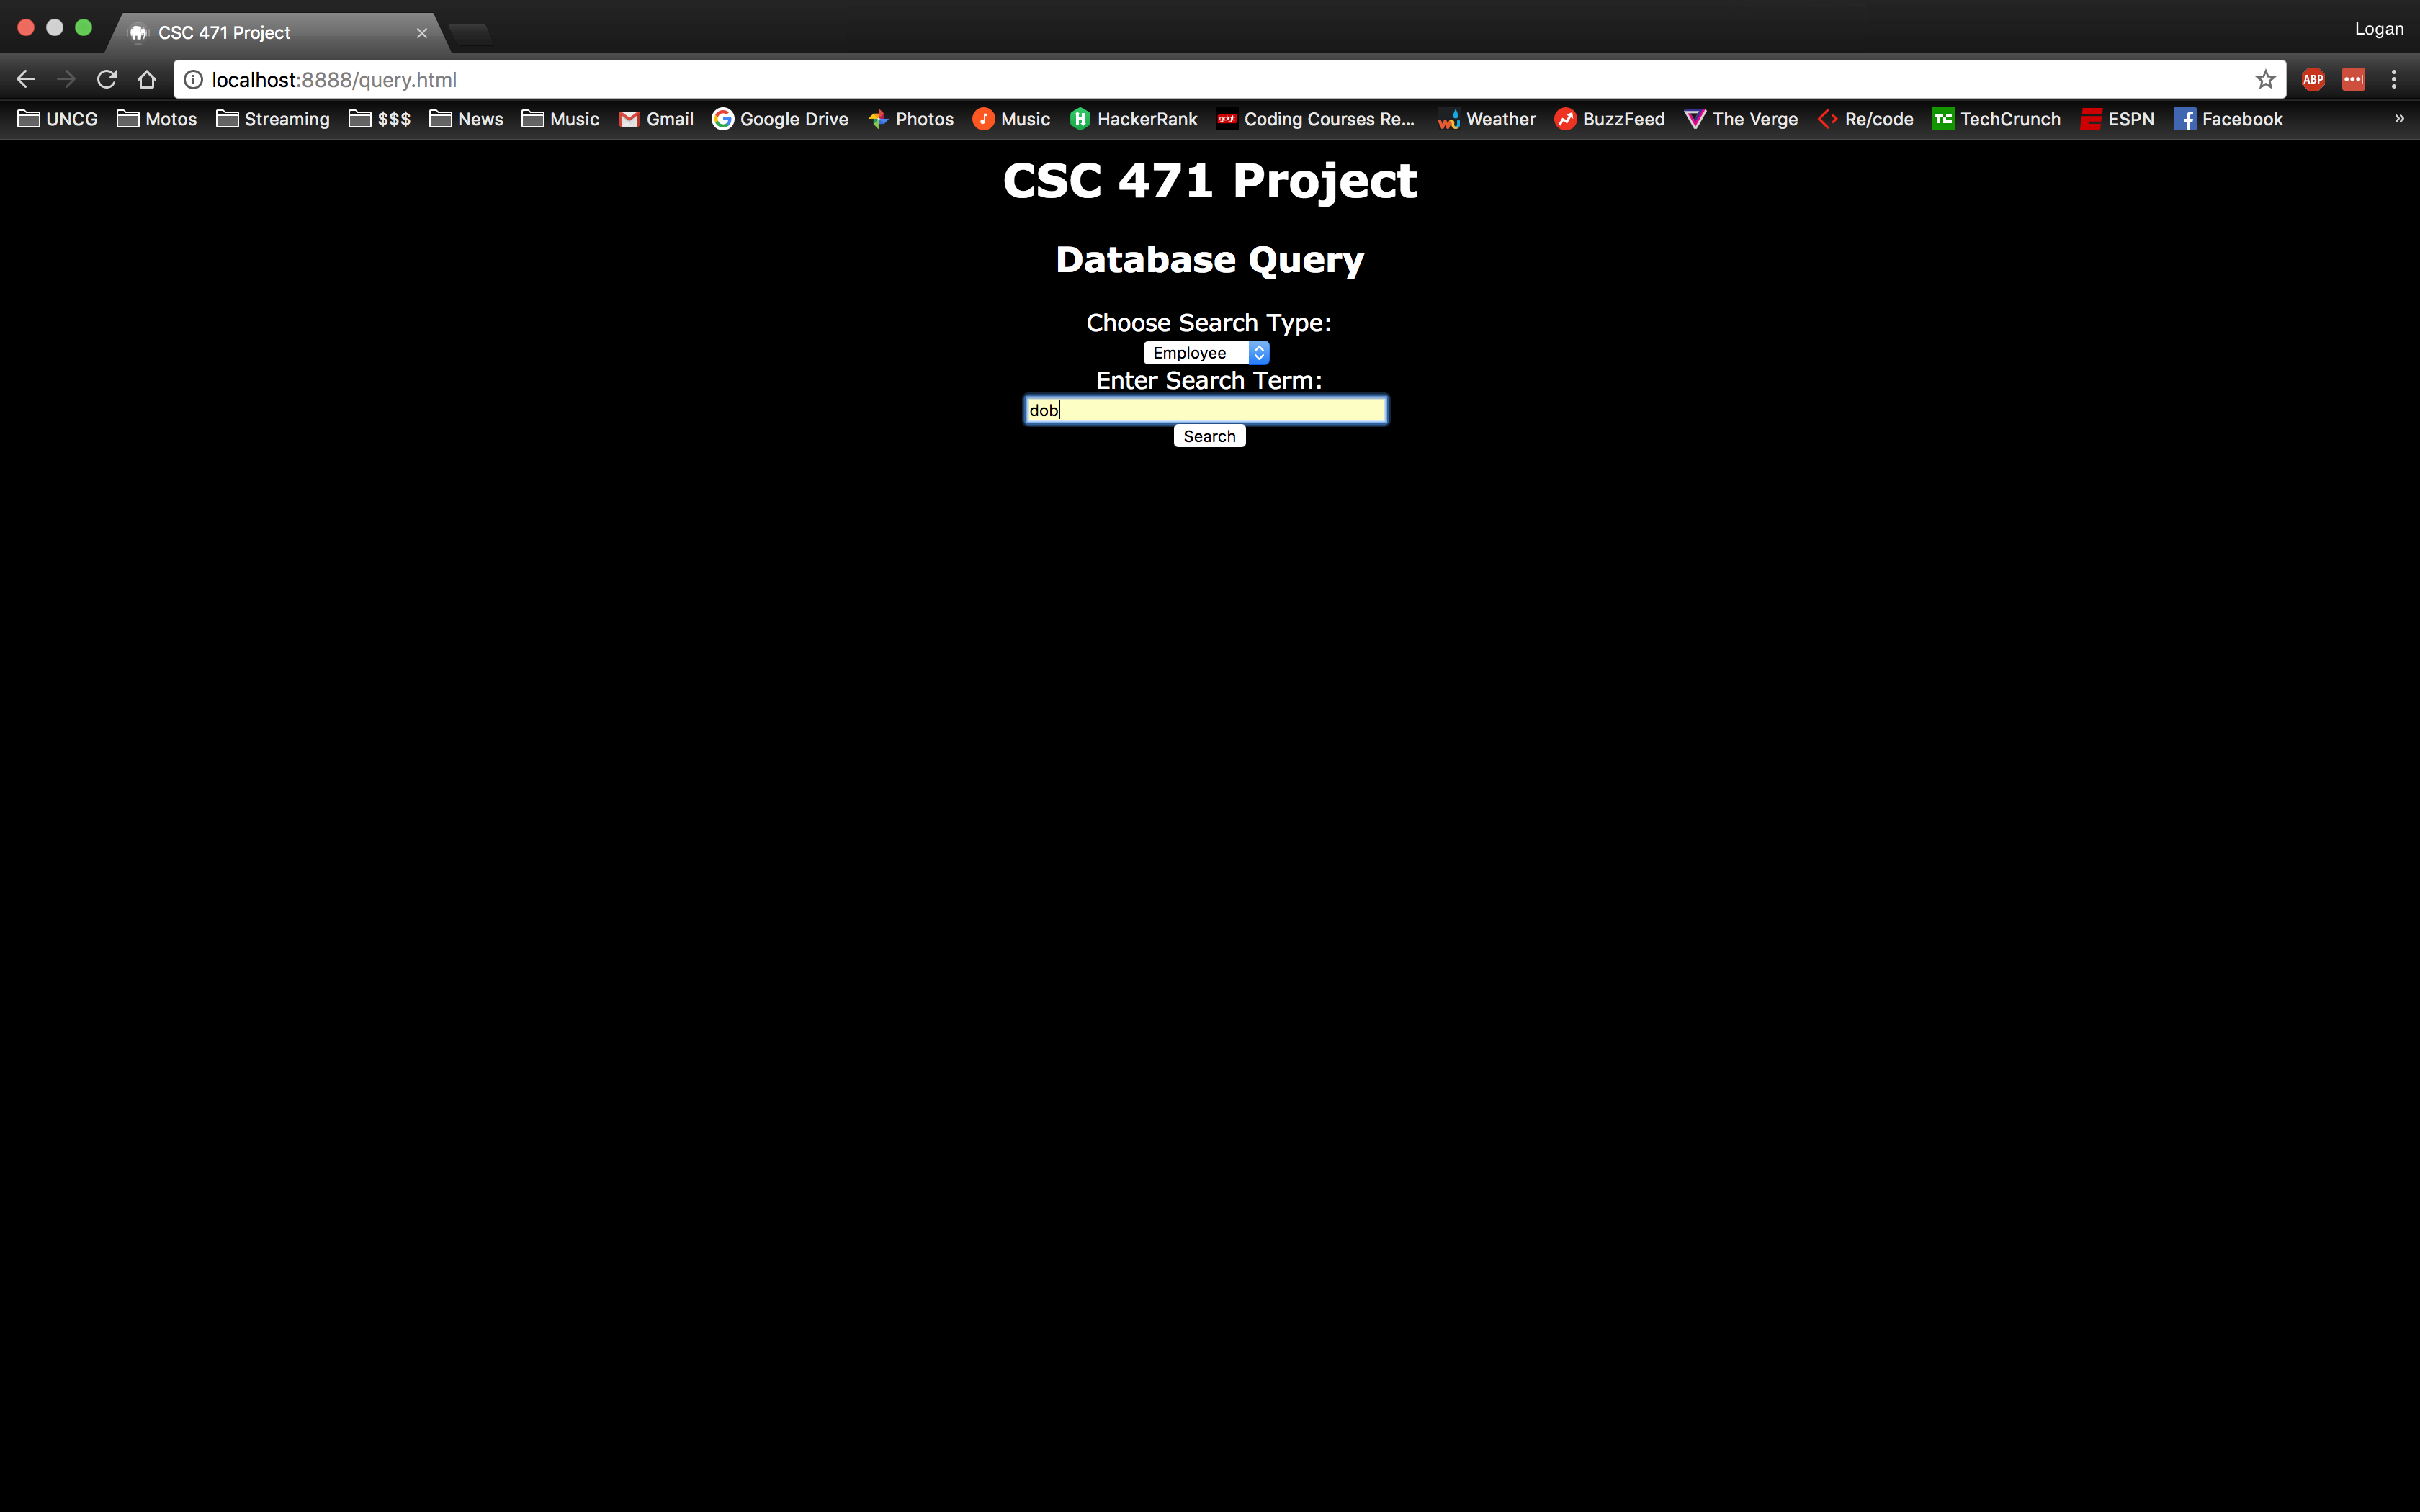 CSC 471 Project
Logan
localhost:8888/query.html
ABP
UNCG Motos Streaming $$$ News Music Gmail Google Drive Photos Music HackerRank gdgt Coding Courses Re... Weather BuzzFeed The Verge Re/code TechCrunch ESPN Facebook »
CSC 471 Project
Database Query
Choose Search Type:
Employee
Enter Search Term:
dob
Search